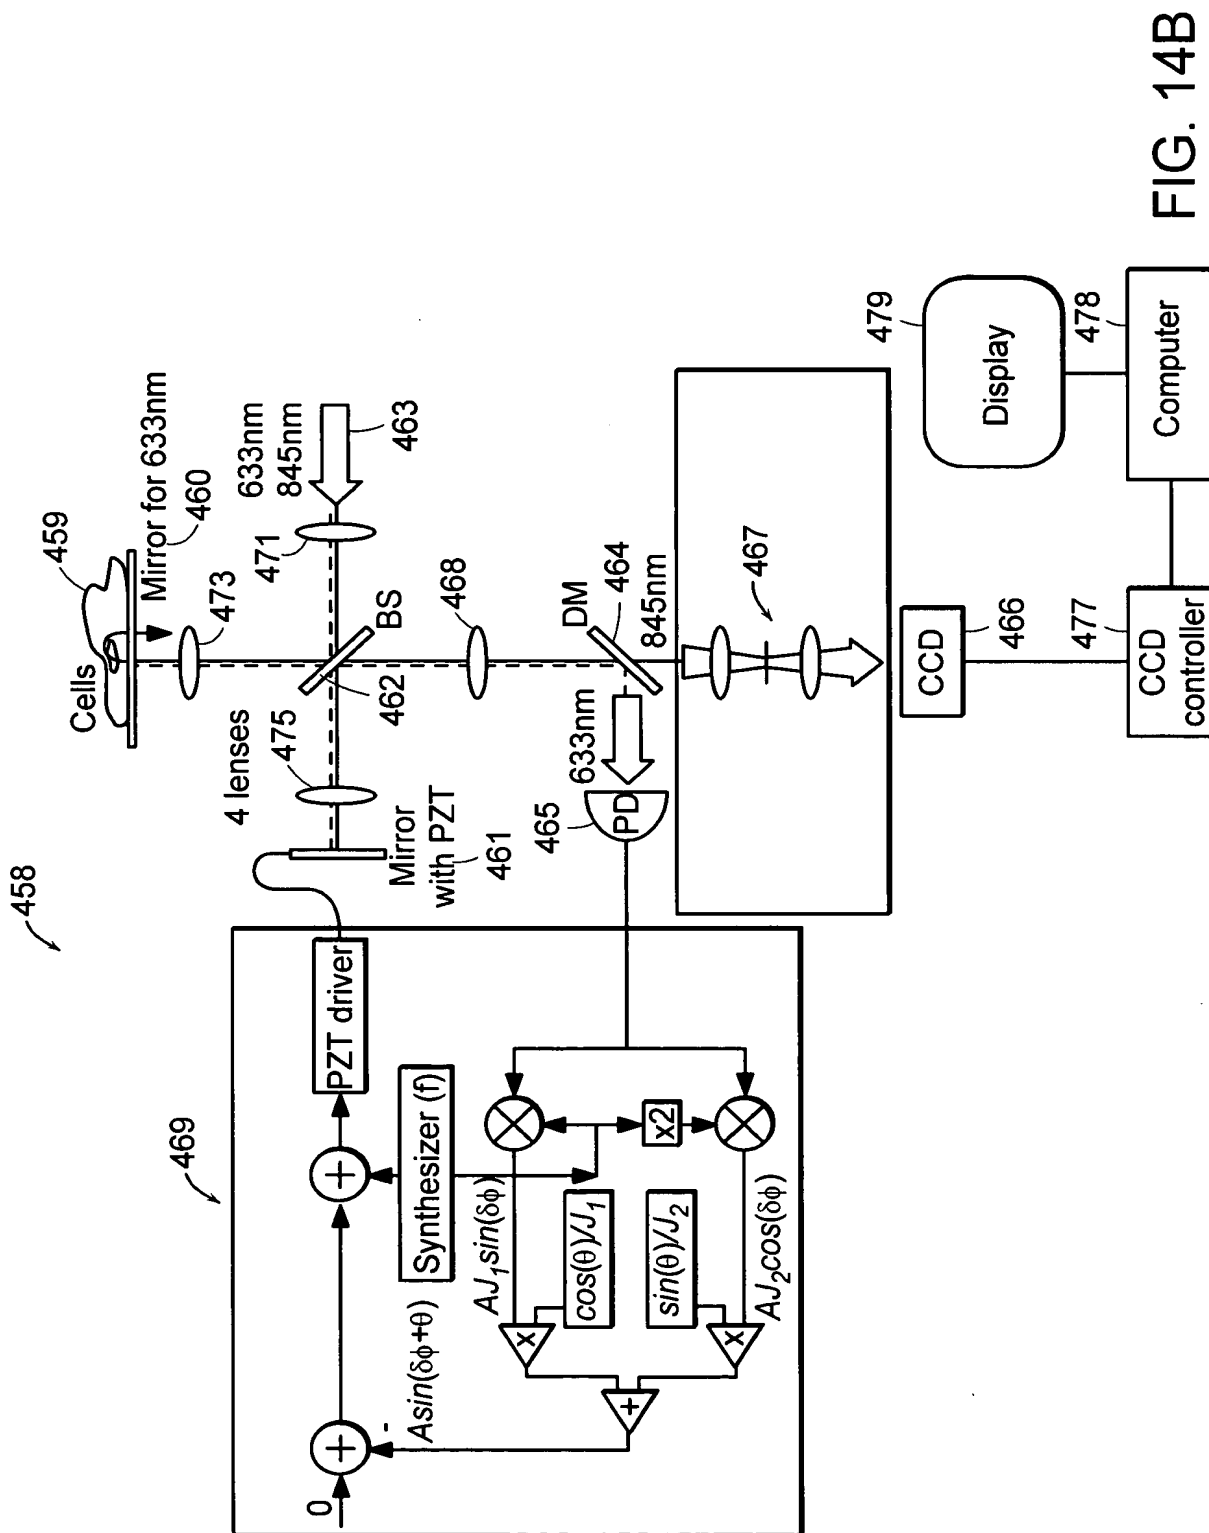 458
469
0
-
Asin(δϕ+θ)
PZT driver
Synthesizer (f)
AJ1sin(δϕ)
cos(θ)/J1
x2
sin(θ)/J2
AJ2cos(δϕ)
x
x
+
+
+
Cells
459
Mirror for 633nm
460
473
4 lenses
475
Mirror
with PZT
461
BS
462
471
633nm
845nm
463
468
DM
464
633nm
845nm
PD
465
467
CCD
466
CCD
controller
477
Computer
478
Display
479
FIG. 14B